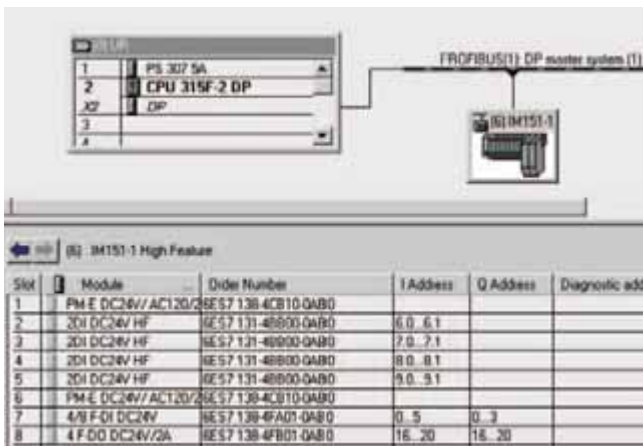 (0) UR
1 PS 307 5A
2 CPU 315F-2 DP
X2 DP
3
4
PROFIBUS(1): DP master system (1)
(6) IM151-1
(6) IM151-1 High Feature
Slot Module ... Order Number I Address Q Address Diagnostic add
1 PM-E DC24V/ AC120/2 6ES7 138-4CB10-0AB0
2 2DI DC24V HF 6ES7 131-4BB00-0AB0 6.0...6.1
3 2DI DC24V HF 6ES7 131-4BB00-0AB0 7.0...7.1
4 2DI DC24V HF 6ES7 131-4BB00-0AB0 8.0...8.1
5 2DI DC24V HF 6ES7 131-4BB00-0AB0 9.0...9.1
6 PM-E DC24V/ AC120/2 6ES7 138-4CB10-0AB0
7 4/8 F-DI DC24V 6ES7 138-4FA01-0AB0 0...5 0...3
8 4 F-DO DC24V/2A 6ES7 138-4FB01-0AB0 16...20 16...20